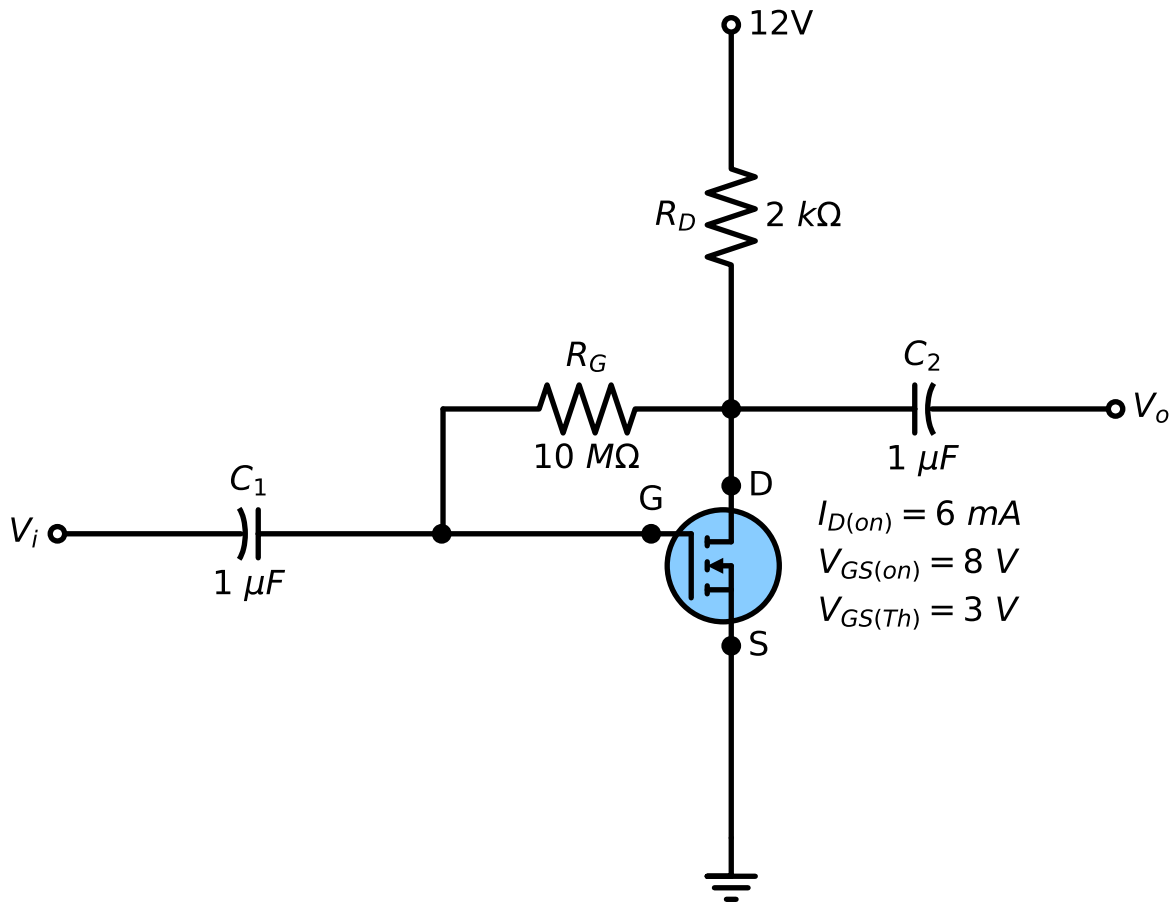 12V
R_D
2 kΩ
R_G
10 MΩ
C_2
1 μF
V_o
C_1
1 μF
V_i
G
D
S
I_D(on) = 6 mA
V_GS(on) = 8 V
V_GS(Th) = 3 V